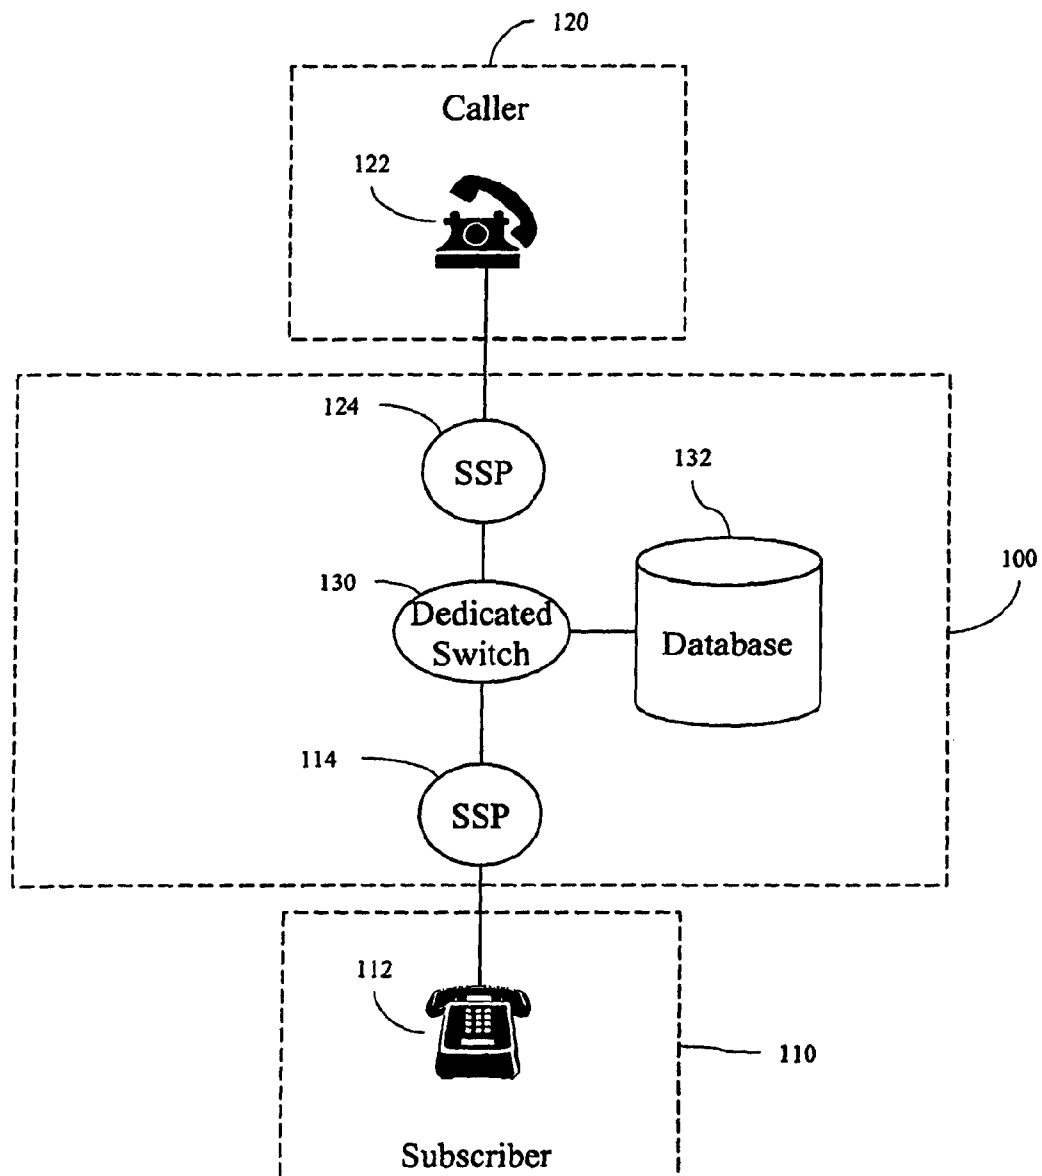 120
Caller
122
124
SSP
132
130
Dedicated
Switch
100
Database
114
SSP
112
110
Subscriber